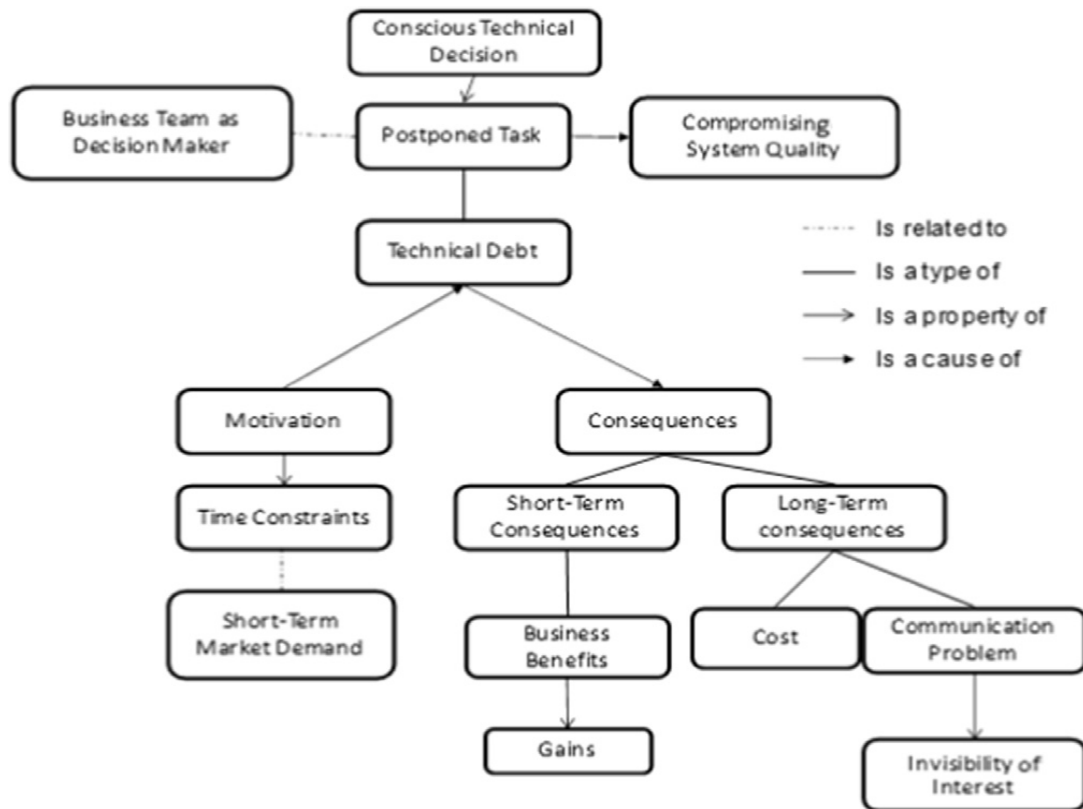 Conscious Technical
Decision
Business Team as
Decision Maker
Postponed Task
Compromising
System Quality
Technical Debt
Is related to
Is a type of
Is a property of
Is a cause of
Motivation
Consequences
Time Constraints
Short-Term
Consequences
Long-Term
consequences
Short-Term
Market Demand
Business
Benefits
Cost
Communication
Problem
Gains
Invisibility of
Interest